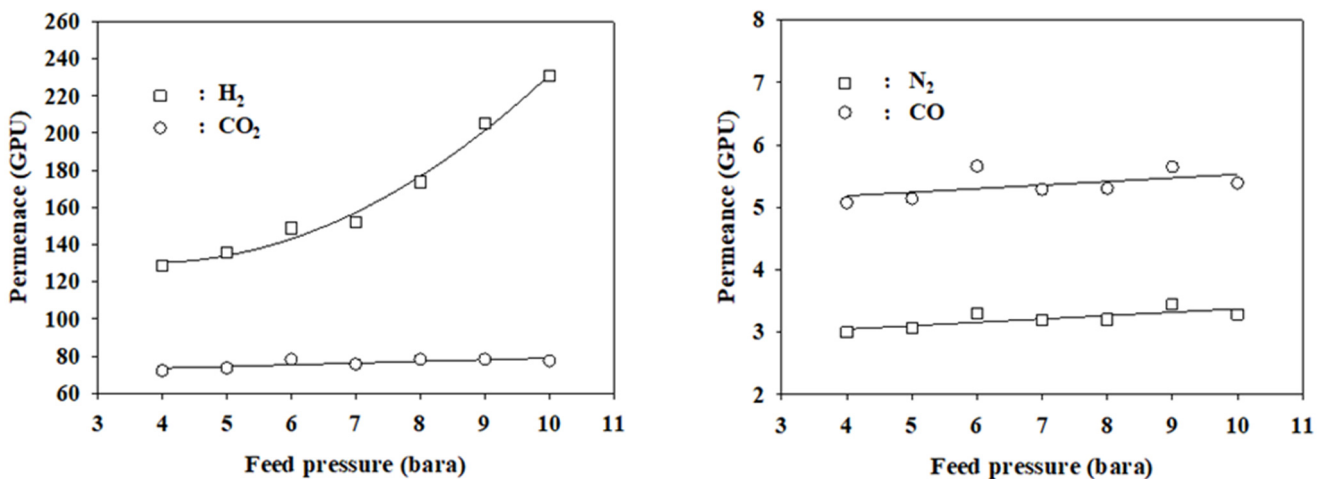 260
240
220
200
180
160
140
120
100
80
60
Permenace (GPU)
: H₂
: CO₂
3 4 5 6 7 8 9 10 11
Feed pressure (bara)
8
7
6
5
4
3
2
Permeance (GPU)
: N₂
: CO
3 4 5 6 7 8 9 10 11
Feed pressure (bara)